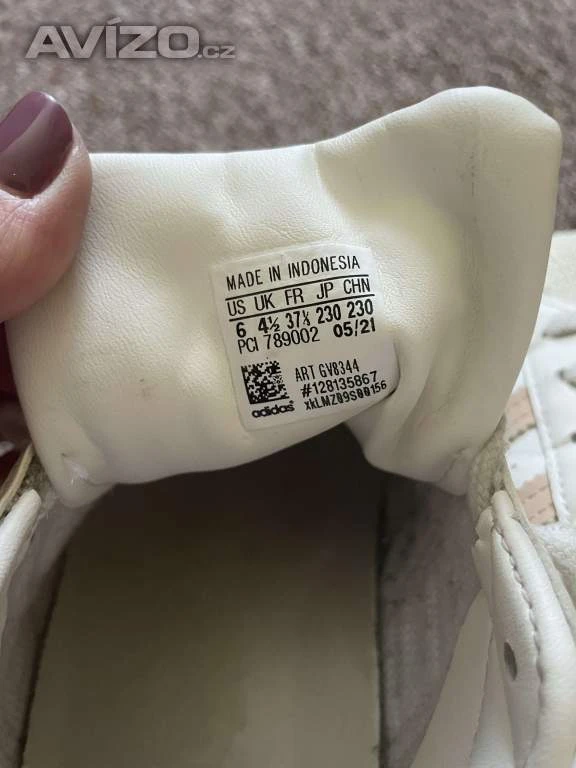 AVÍZO.cz
MADE IN INDONESIA
US UK FR JP CHN
6 4½ 37⅓ 230 230
PCI 789002 05/21
ART GV8344
#128135867
adidas XkLMZ09S00156